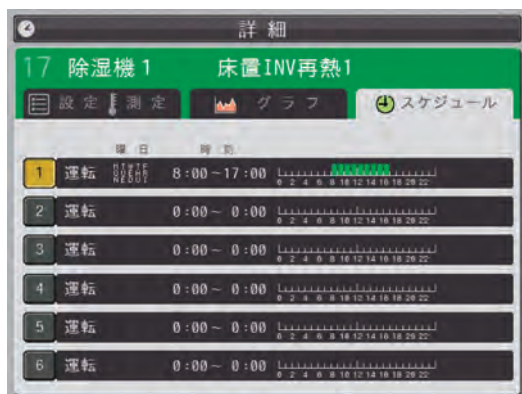 詳細
17 除湿機1 床置INV再熱1
設定 測定 グラフ スケジュール
曜日 時刻
1 運転 MON TUE WED THU FRI 8:00~17:00 0 2 4 6 8 10 12 14 16 18 20 22
2 運転 0:00~ 0:00 0 2 4 6 8 10 12 14 16 18 20 22
3 運転 0:00~ 0:00 0 2 4 6 8 10 12 14 16 18 20 22
4 運転 0:00~ 0:00 0 2 4 6 8 10 12 14 16 18 20 22
5 運転 0:00~ 0:00 0 2 4 6 8 10 12 14 16 18 20 22
6 運転 0:00~ 0:00 0 2 4 6 8 10 12 14 16 18 20 22